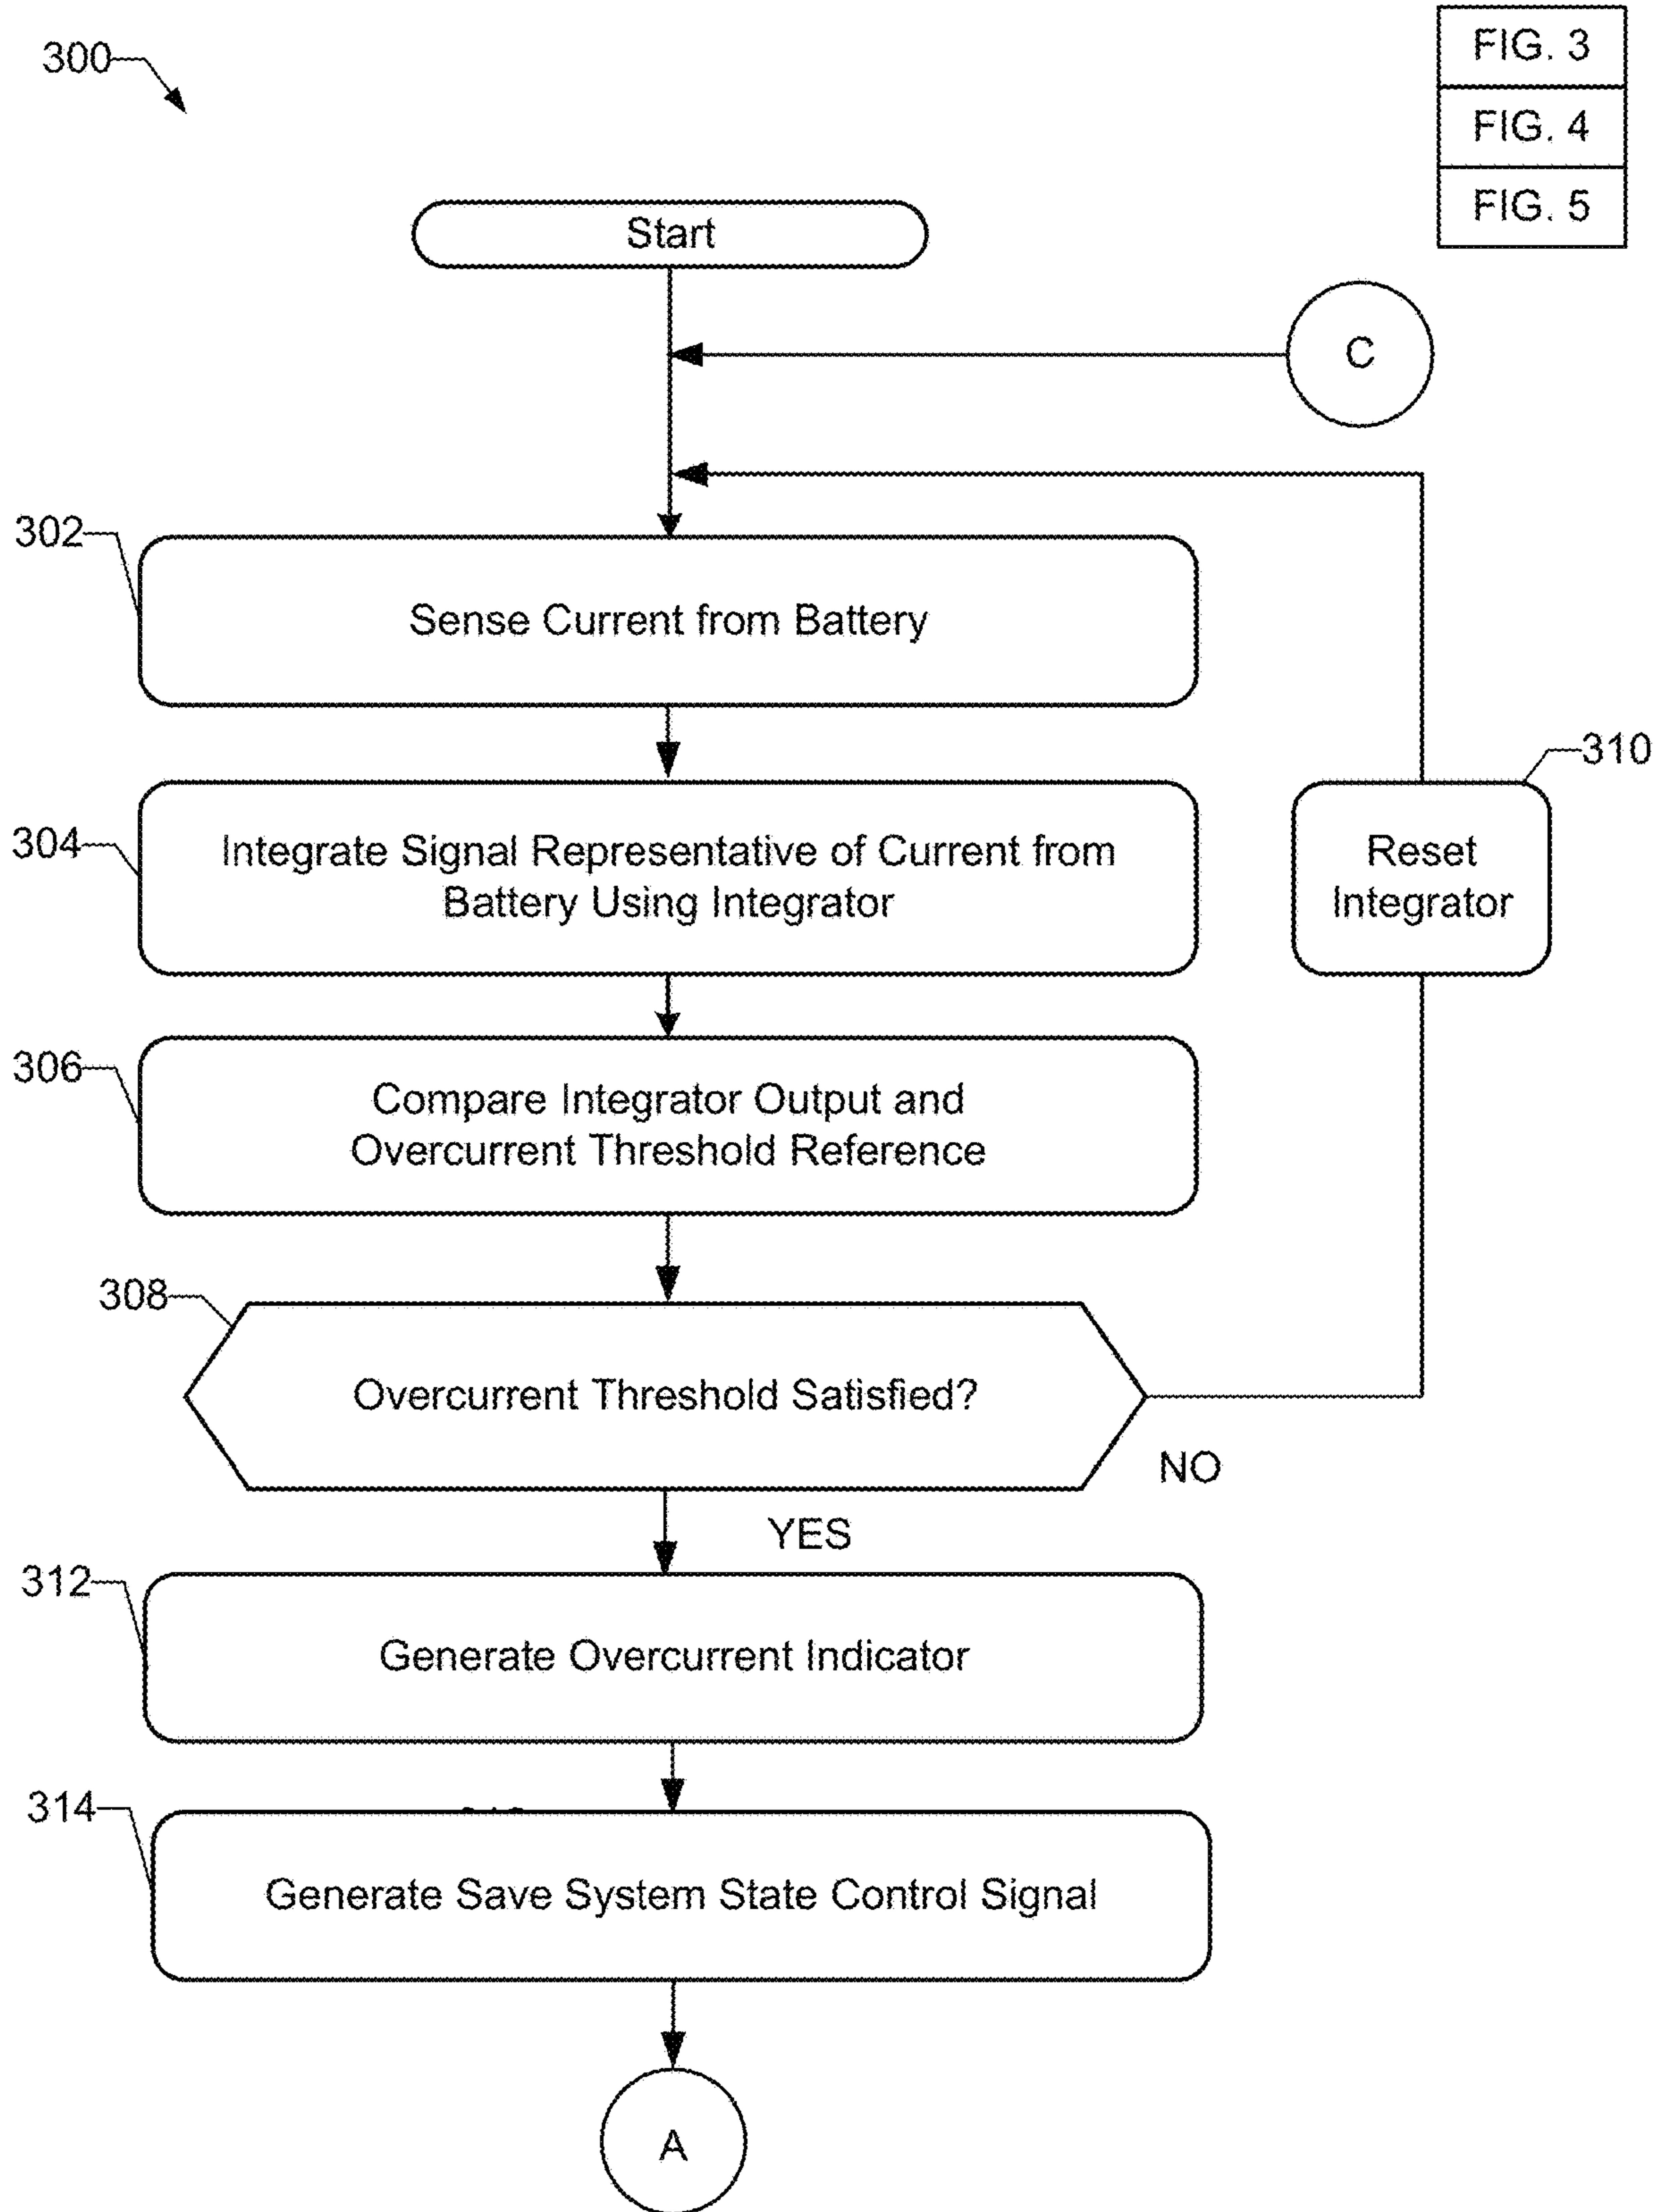 300
FIG. 3
FIG. 4
FIG. 5
Start
C
302
Sense Current from Battery
304
Integrate Signal Representative of Current from
Battery Using Integrator
310
Reset
Integrator
306
Compare Integrator Output and
Overcurrent Threshold Reference
308
Overcurrent Threshold Satisfied?
NO
YES
312
Generate Overcurrent Indicator
314
Generate Save System State Control Signal
A